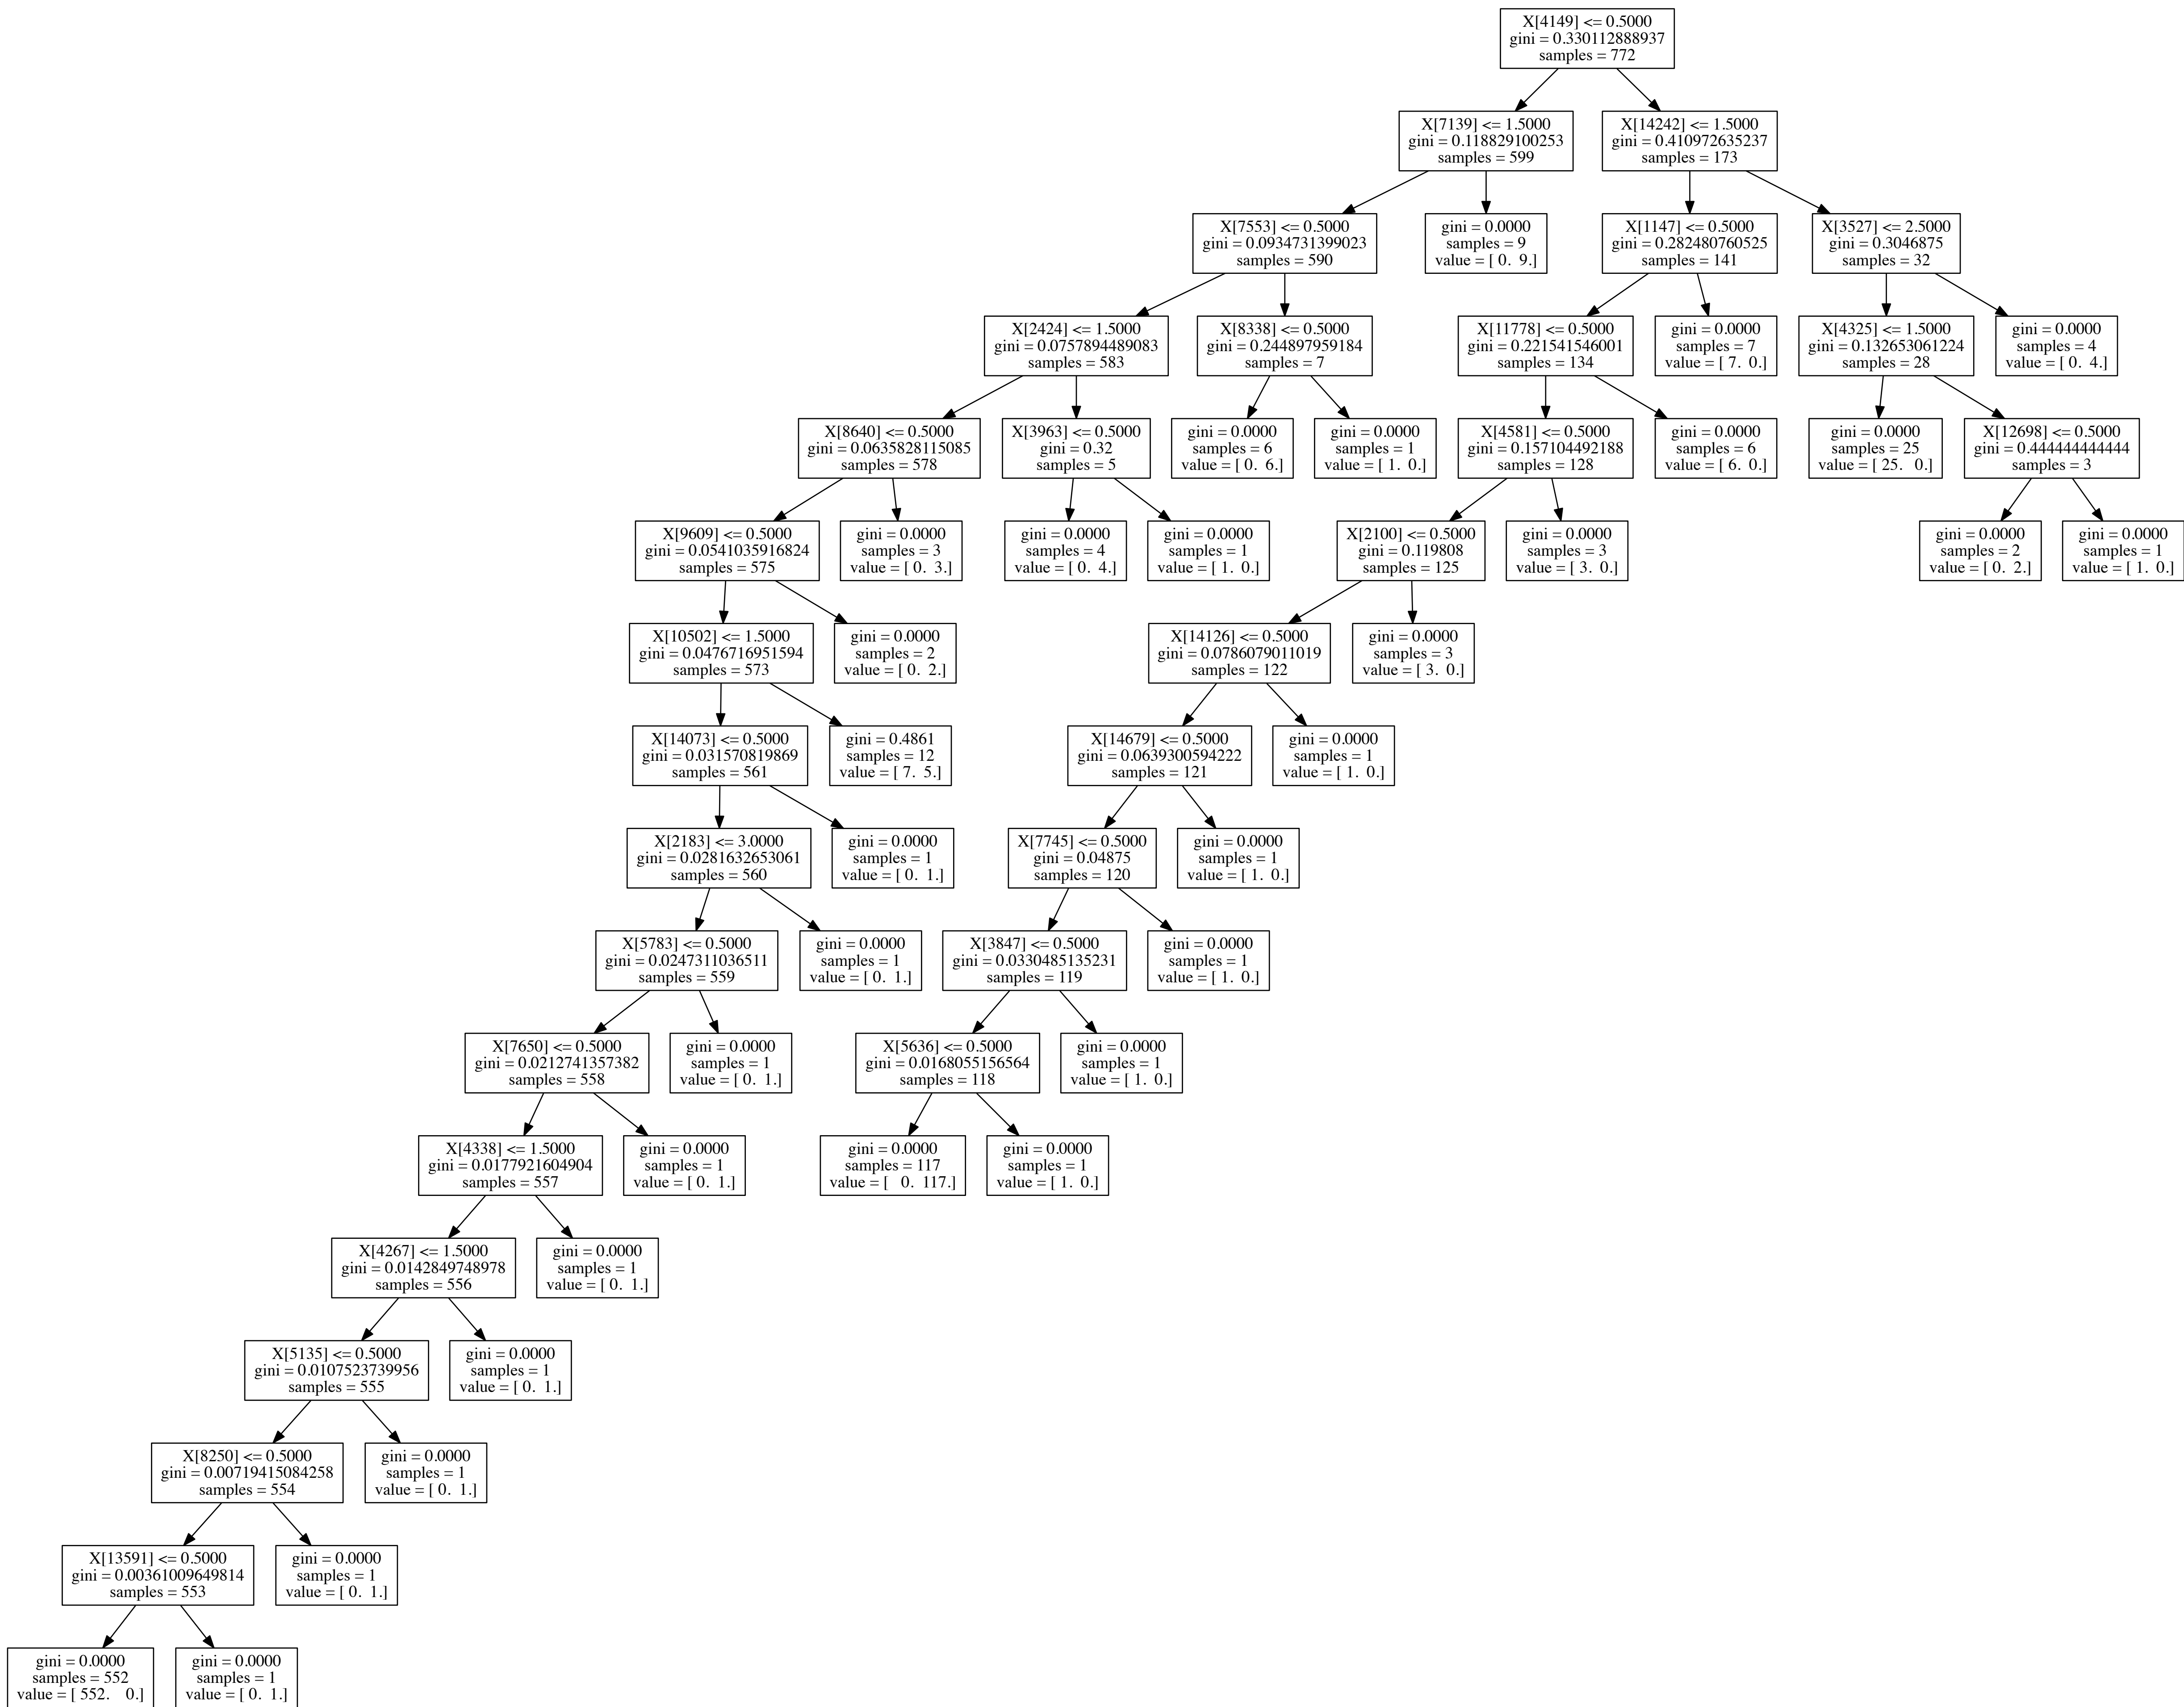 X[4149] <= 0.5000
gini = 0.330112888937
samples = 772
X[7139] <= 1.5000
gini = 0.118829100253
samples = 599
X[14242] <= 1.5000
gini = 0.410972635237
samples = 173
X[7553] <= 0.5000
gini = 0.0934731399023
samples = 590
gini = 0.0000
samples = 9
value = [ 0. 9.]
X[1147] <= 0.5000
gini = 0.282480760525
samples = 141
X[3527] <= 2.5000
gini = 0.3046875
samples = 32
X[2424] <= 1.5000
gini = 0.0757894489083
samples = 583
X[8338] <= 0.5000
gini = 0.244897959184
samples = 7
X[11778] <= 0.5000
gini = 0.221541546001
samples = 134
gini = 0.0000
samples = 7
value = [ 7. 0.]
X[4325] <= 1.5000
gini = 0.132653061224
samples = 28
gini = 0.0000
samples = 4
value = [ 0. 4.]
X[8640] <= 0.5000
gini = 0.0635828115085
samples = 578
X[3963] <= 0.5000
gini = 0.32
samples = 5
gini = 0.0000
samples = 6
value = [ 0. 6.]
gini = 0.0000
samples = 1
value = [ 1. 0.]
X[4581] <= 0.5000
gini = 0.157104492188
samples = 128
gini = 0.0000
samples = 6
value = [ 6. 0.]
gini = 0.0000
samples = 25
value = [ 25. 0.]
X[12698] <= 0.5000
gini = 0.444444444444
samples = 3
X[9609] <= 0.5000
gini = 0.0541035916824
samples = 575
gini = 0.0000
samples = 3
value = [ 0. 3.]
gini = 0.0000
samples = 4
value = [ 0. 4.]
gini = 0.0000
samples = 1
value = [ 1. 0.]
X[2100] <= 0.5000
gini = 0.119808
samples = 125
gini = 0.0000
samples = 3
value = [ 3. 0.]
gini = 0.0000
samples = 2
value = [ 0. 2.]
gini = 0.0000
samples = 1
value = [ 1. 0.]
X[10502] <= 1.5000
gini = 0.0476716951594
samples = 573
gini = 0.0000
samples = 2
value = [ 0. 2.]
X[14126] <= 0.5000
gini = 0.0786079011019
samples = 122
gini = 0.0000
samples = 3
value = [ 3. 0.]
X[14073] <= 0.5000
gini = 0.031570819869
samples = 561
gini = 0.4861
samples = 12
value = [ 7. 5.]
X[14679] <= 0.5000
gini = 0.0639300594222
samples = 121
gini = 0.0000
samples = 1
value = [ 1. 0.]
X[2183] <= 3.0000
gini = 0.0281632653061
samples = 560
gini = 0.0000
samples = 1
value = [ 0. 1.]
X[7745] <= 0.5000
gini = 0.04875
samples = 120
gini = 0.0000
samples = 1
value = [ 1. 0.]
X[5783] <= 0.5000
gini = 0.0247311036511
samples = 559
gini = 0.0000
samples = 1
value = [ 0. 1.]
X[3847] <= 0.5000
gini = 0.0330485135231
samples = 119
gini = 0.0000
samples = 1
value = [ 1. 0.]
X[7650] <= 0.5000
gini = 0.0212741357382
samples = 558
gini = 0.0000
samples = 1
value = [ 0. 1.]
X[5636] <= 0.5000
gini = 0.0168055156564
samples = 118
gini = 0.0000
samples = 1
value = [ 1. 0.]
X[4338] <= 1.5000
gini = 0.0177921604904
samples = 557
gini = 0.0000
samples = 1
value = [ 0. 1.]
gini = 0.0000
samples = 117
value = [ 0. 117.]
gini = 0.0000
samples = 1
value = [ 1. 0.]
X[4267] <= 1.5000
gini = 0.0142849748978
samples = 556
gini = 0.0000
samples = 1
value = [ 0. 1.]
X[5135] <= 0.5000
gini = 0.0107523739956
samples = 555
gini = 0.0000
samples = 1
value = [ 0. 1.]
X[8250] <= 0.5000
gini = 0.00719415084258
samples = 554
gini = 0.0000
samples = 1
value = [ 0. 1.]
X[13591] <= 0.5000
gini = 0.00361009649814
samples = 553
gini = 0.0000
samples = 1
value = [ 0. 1.]
gini = 0.0000
samples = 552
value = [ 552. 0.]
gini = 0.0000
samples = 1
value = [ 0. 1.]